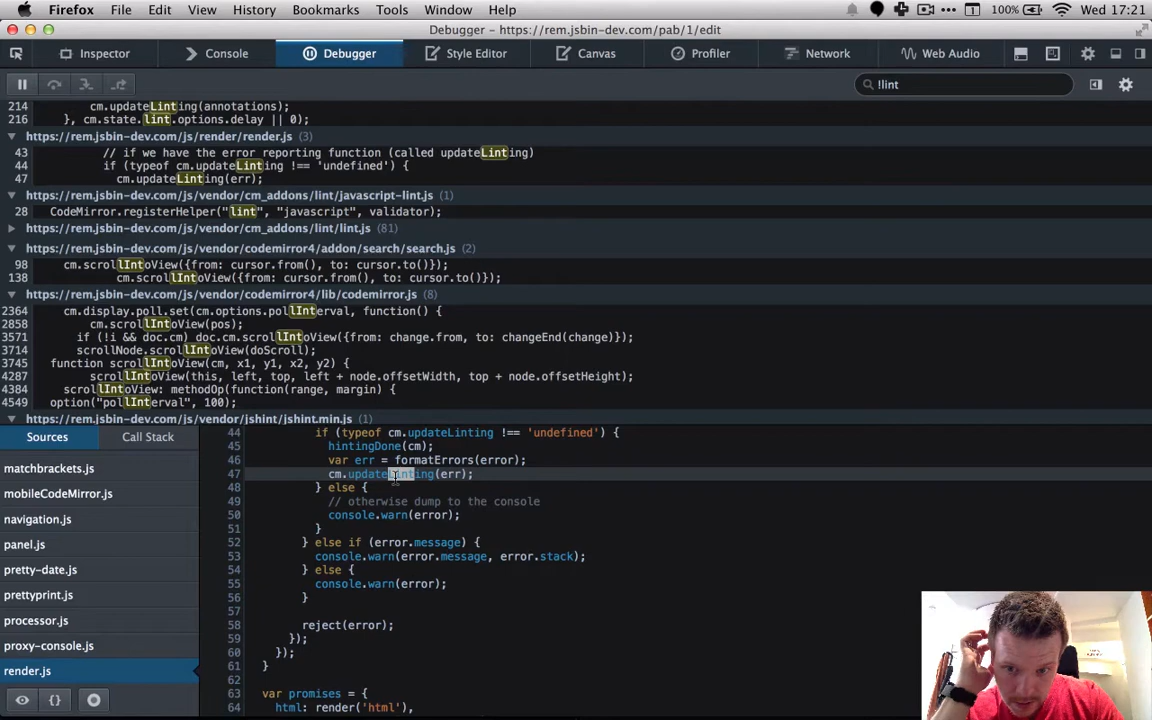 Firefox File Edit View History Bookmarks Tools Window Help 1 100% Wed 17:21
Debugger - https://rem.jsbin-dev.com/pab/1/edit
Inspector Console Debugger Style Editor Canvas Profiler Network Web Audio
!lint
214 cm.updateLinting(annotations);
216 }, cm.state.lint.options.delay || 0);
https://rem.jsbin-dev.com/js/render/render.js (3)
43 // if we have the error reporting function (called updateLinting)
44 if (typeof cm.updateLinting !== 'undefined') {
47 cm.updateLinting(err);
https://rem.jsbin-dev.com/js/vendor/cm_addons/lint/javascript-lint.js (1)
28 CodeMirror.registerHelper("lint", "javascript", validator);
https://rem.jsbin-dev.com/js/vendor/cm_addons/lint/lint.js (81)
https://rem.jsbin-dev.com/js/vendor/codemirror4/addon/search/search.js (2)
98 cm.scrollIntoView({from: cursor.from(), to: cursor.to()});
138 cm.scrollIntoView({from: cursor.from(), to: cursor.to()});
https://rem.jsbin-dev.com/js/vendor/codemirror4/lib/codemirror.js (8)
2364 cm.display.poll.set(cm.options.pollInterval, function() {
2858 cm.scrollIntoView(pos);
3571 if (!i && doc.cm) doc.cm.scrollIntoView({from: change.from, to: changeEnd(change)});
3714 scrollNode.scrollIntoView(doScroll);
3745 function scrollIntoView(cm, x1, y1, x2, y2) {
4287 scrollIntoView(this, left, top, left + node.offsetWidth, top + node.offsetHeight);
4384 scrollIntoView: methodOp(function(range, margin) {
4549 option("pollInterval", 100);
https://rem.jsbin-dev.com/js/vendor/jshint/jshint.min.js (1)
Sources Call Stack
matchbrackets.js
mobileCodeMirror.js
navigation.js
panel.js
pretty-date.js
prettyprint.js
processor.js
proxy-console.js
render.js
{}
44 if (typeof cm.updateLinting !== 'undefined') {
45 hintingDone(cm);
46 var err = formatErrors(error);
47 cm.updateLinting(err);
48 } else {
49 // otherwise dump to the console
50 console.warn(error);
51 }
52 } else if (error.message) {
53 console.warn(error.message, error.stack);
54 } else {
55 console.warn(error);
56 }
57
58 reject(error);
59 });
60 });
61 }
62
63 var promises = {
64 html: render('html'),